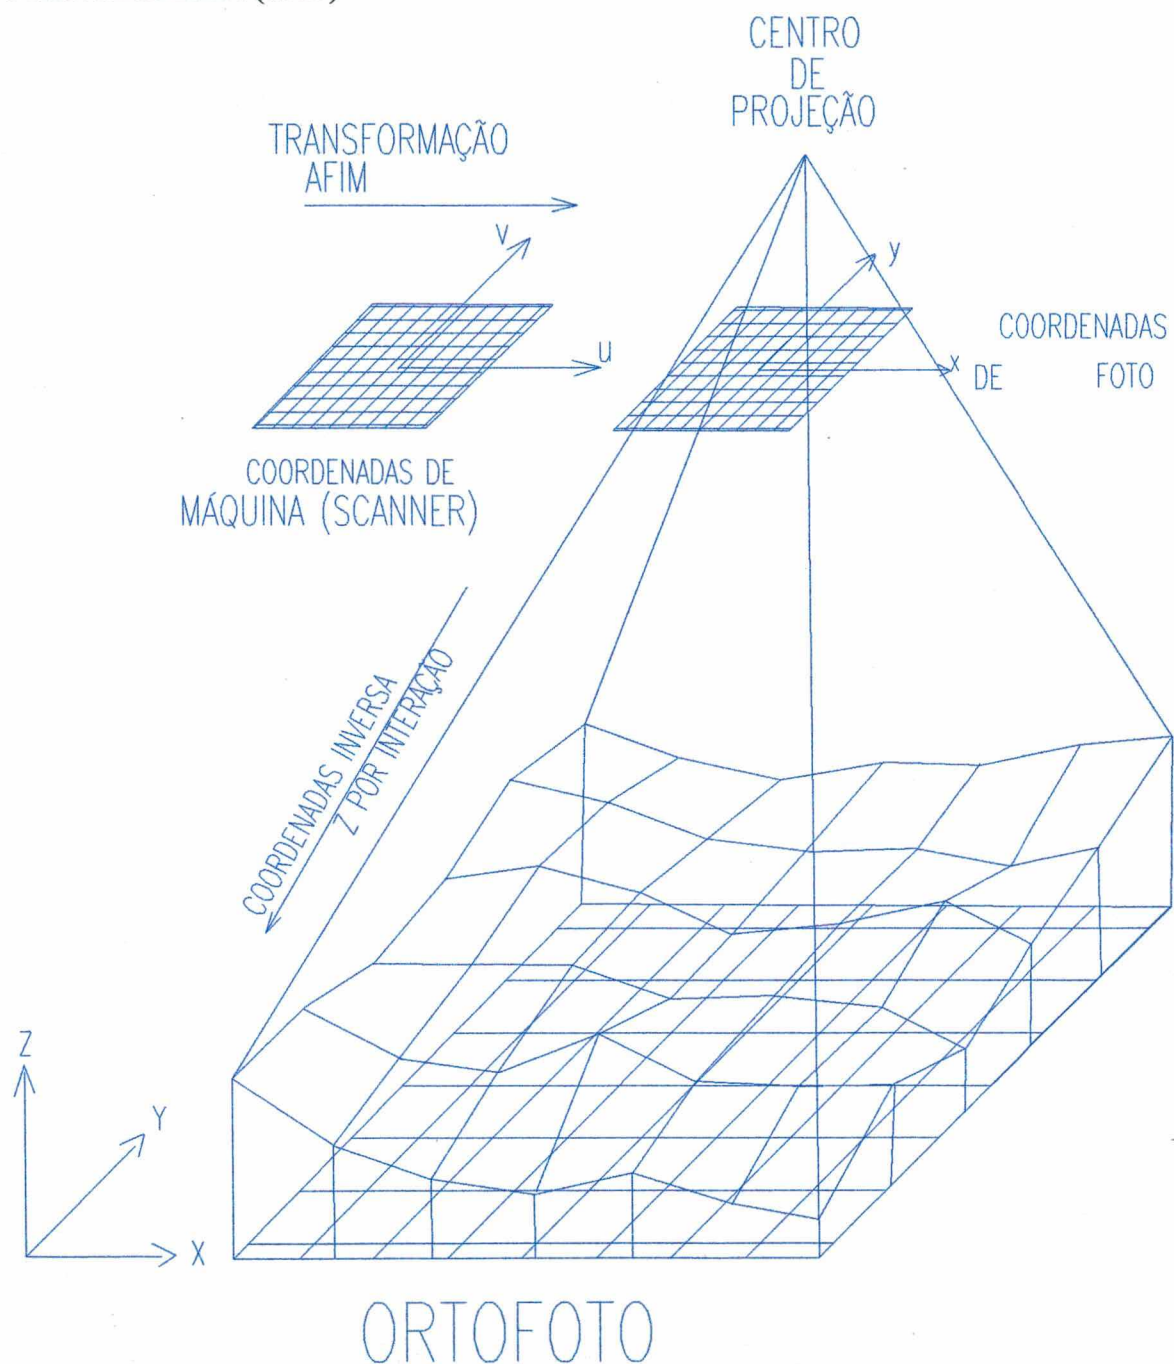 CENTRO
DE
PROJEÇÃO
TRANSFORMAÇÃO
AFIM
V
y
u
x
COORDENADAS
DE FOTO
COORDENADAS DE
MÁQUINA (SCANNER)
COORDENADAS INVERSA
Z POR INTERAÇÃO
Z
Y
X
ORTOFOTO